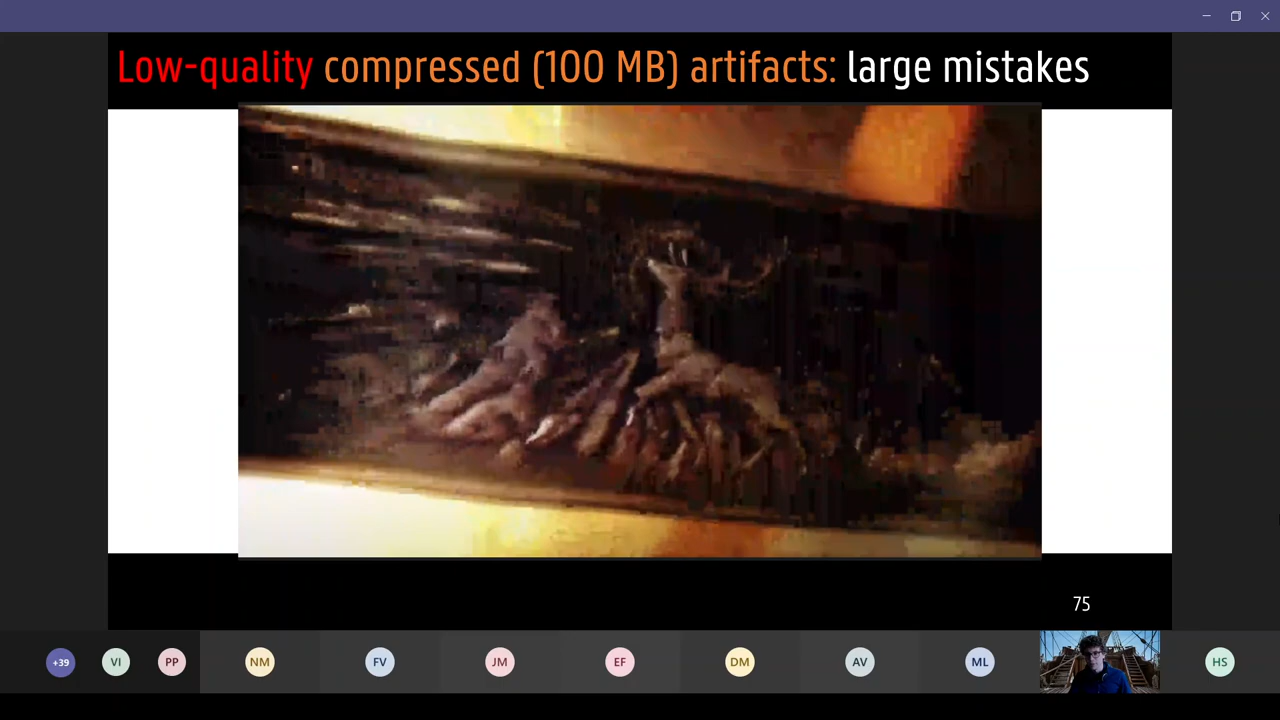 Low-quality compressed (100 MB) artifacts: large mistakes
75
+39
VI
PP
NM
FV
JM
EF
DM
AV
ML
HS